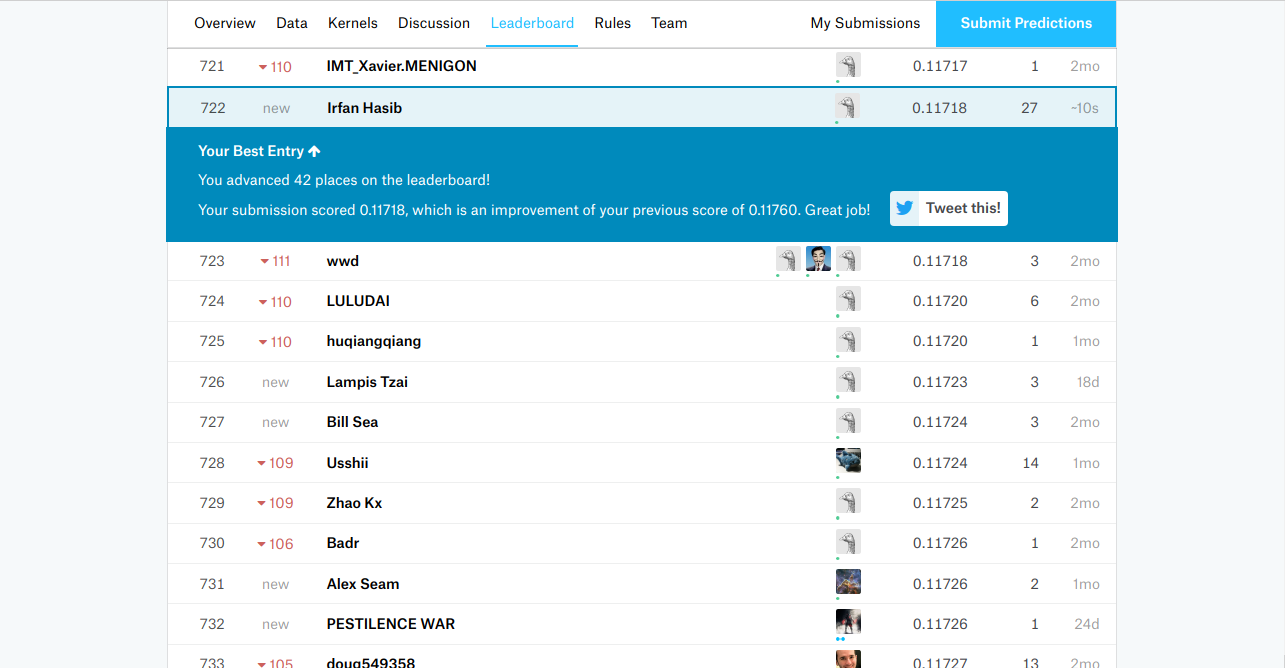 Overview Data Kernels Discussion Leaderboard Rules Team My Submissions Submit Predictions
721 110 IMT_Xavier.MENIGON 0.11717 1 2mo
722 new Irfan Hasib 0.11718 27 ~10s
Your Best Entry
You advanced 42 places on the leaderboard!
Your submission scored 0.11718, which is an improvement of your previous score of 0.11760. Great job! Tweet this!
723 111 wwd 0.11718 3 2mo
724 110 LULUDAI 0.11720 6 2mo
725 110 huqiangqiang 0.11720 1 1mo
726 new Lampis Tzai 0.11723 3 18d
727 new Bill Sea 0.11724 3 2mo
728 109 Usshii 0.11724 14 1mo
729 109 Zhao Kx 0.11725 2 2mo
730 106 Badr 0.11726 1 2mo
731 new Alex Seam 0.11726 2 1mo
732 new PESTILENCE WAR 0.11726 1 24d
733 105 doug549358 0.11727 13 2mo